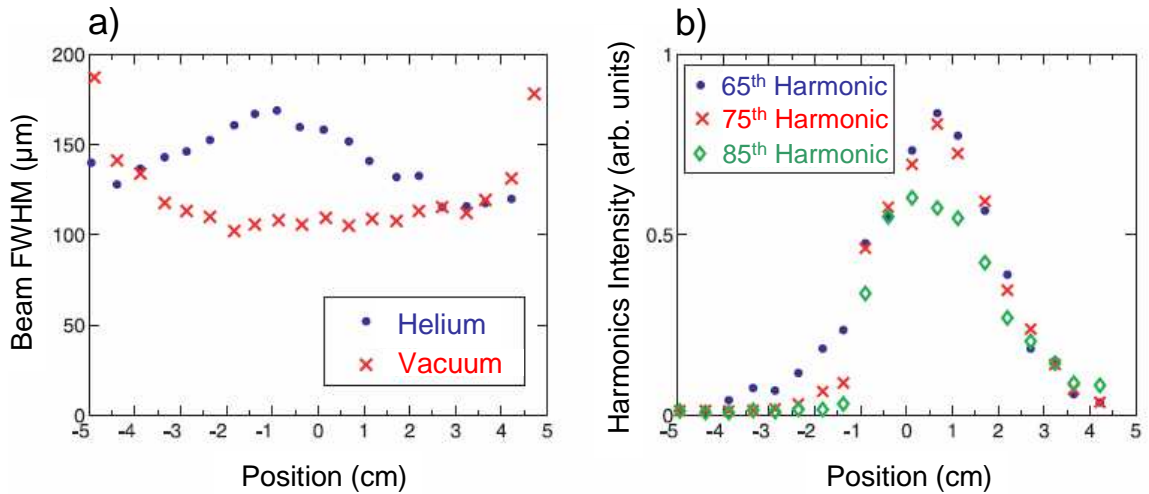 a)
200
150
100
50
0
Beam FWHM (μm)
Helium
Vacuum
-5 -4 -3 -2 -1 0 1 2 3 4 5
Position (cm)
b)
1
0.5
0
Harmonics Intensity (arb. units)
65th Harmonic
75th Harmonic
85th Harmonic
-5 -4 -3 -2 -1 0 1 2 3 4 5
Position (cm)